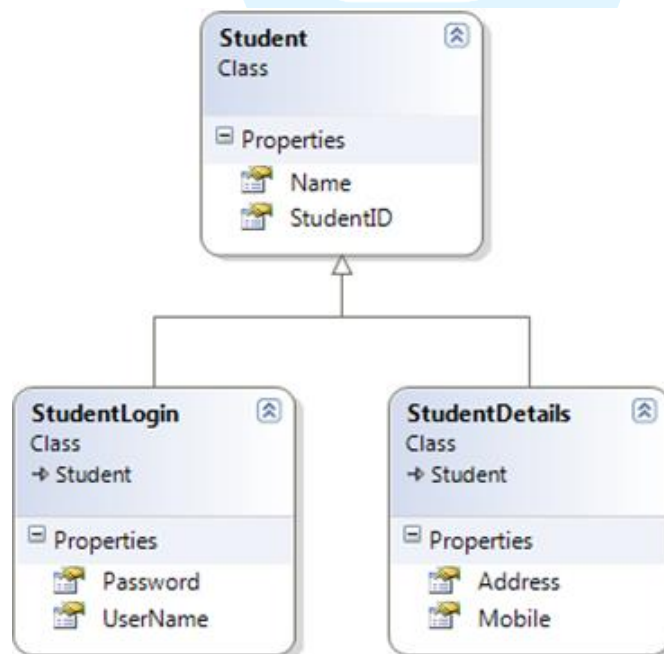 Student
Class
Properties
Name
StudentID
StudentLogin
Class
Student
Properties
Password
UserName
StudentDetails
Class
Student
Properties
Address
Mobile